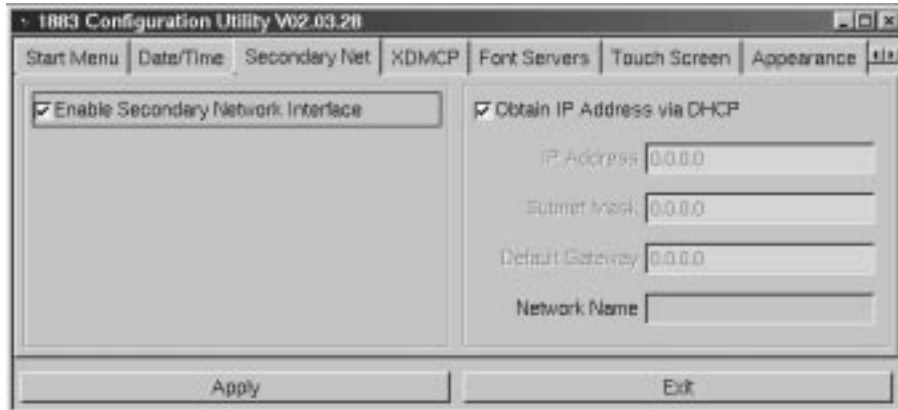 1883 Configuration Utility V02.03.28
Start Menu Date/Time Secondary Net XDMCP Font Servers Touch Screen Appearance
Enable Secondary Network Interface
Obtain IP Address via DHCP
IP Address 0.0.0.0
Subnet Mask 0.0.0.0
Default Gateway 0.0.0.0
Network Name
Apply Exit